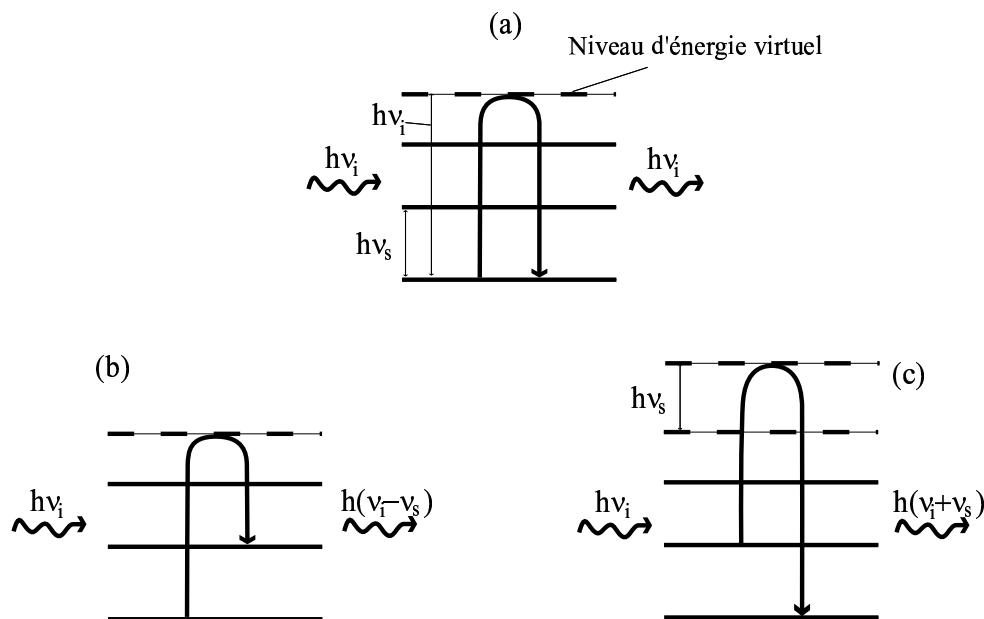 (a)
Niveau d'énergie virtuel
hνᵢ
hνᵢ
hνᵢ
hνₛ
(b)
(c)
hνₛ
hνᵢ
h(νᵢ–νₛ)
hνᵢ
h(νᵢ+νₛ)